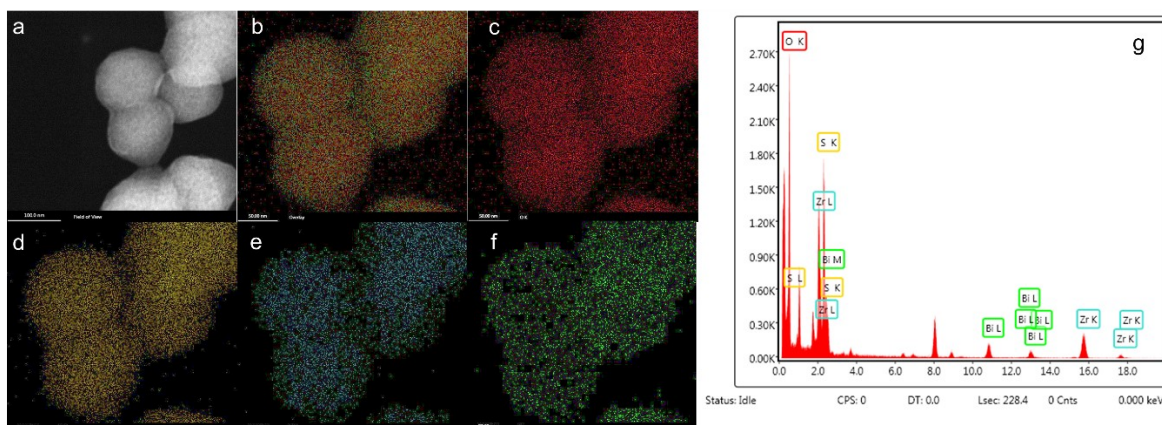 a
b
c
g
100.0 nm Field of View
50.00 nm Overlay
50.00 nm O K
d
e
f
O K
S K
Zr L
Bi M
S L
S K
Zr L
Bi L
Bi L
Bi L
Bi L
Bi L
Zr K
Zr K
Zr K
2.70K
2.40K
2.10K
1.80K
1.50K
1.20K
0.90K
0.60K
0.30K
0.00K
0.0 2.0 4.0 6.0 8.0 10.0 12.0 14.0 16.0 18.0
Status: Idle CPS: 0 DT: 0.0 Lsec: 228.4 0 Cnts 0.000 keV